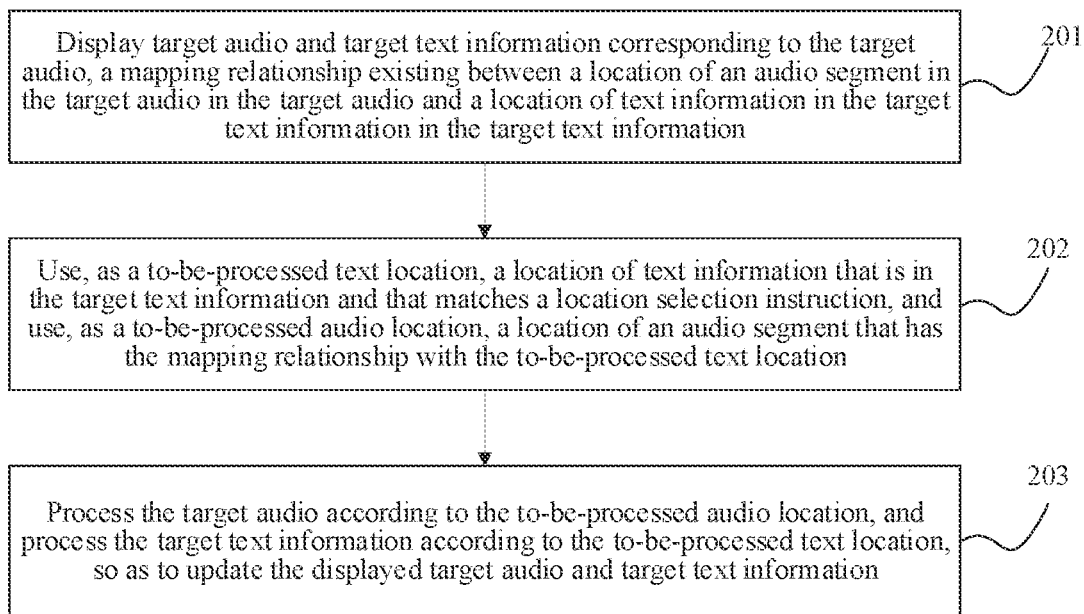 Display target audio and target text information corresponding to the target
audio, a mapping relationship existing between a location of an audio segment in
the target audio in the target audio and a location of text information in the target
text information in the target text information
201
Use, as a to-be-processed text location, a location of text information that is in
the target text information and that matches a location selection instruction, and
use, as a to-be-processed audio location, a location of an audio segment that has
the mapping relationship with the to-be-processed text location
202
Process the target audio according to the to-be-processed audio location, and
process the target text information according to the to-be-processed text location,
so as to update the displayed target audio and target text information
203